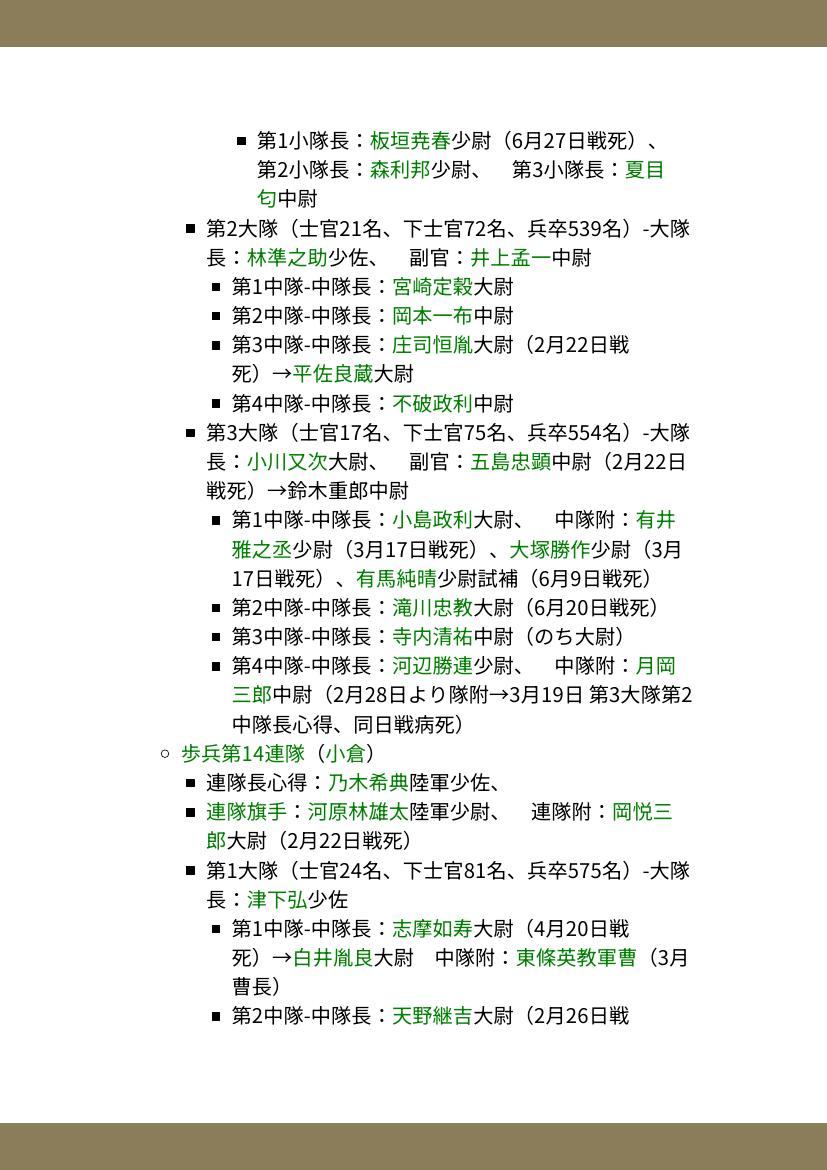 第1小隊長：板垣尭春少尉（6月27日戦死）、
第2小隊長：森利邦少尉、　第3小隊長：夏目
匂中尉
第2大隊（士官21名、下士官72名、兵卒539名）-大隊
長：林準之助少佐、　副官：井上孟一中尉
第1中隊-中隊長：宮崎定穀大尉
第2中隊-中隊長：岡本一布中尉
第3中隊-中隊長：庄司恒胤大尉（2月22日戦
死）→平佐良蔵大尉
第4中隊-中隊長：不破政利中尉
第3大隊（士官17名、下士官75名、兵卒554名）-大隊
長：小川又次大尉、　副官：五島忠顕中尉（2月22日
戦死）→鈴木重郎中尉
第1中隊-中隊長：小島政利大尉、　中隊附：有井
雅之丞少尉（3月17日戦死）、大塚勝作少尉（3月
17日戦死）、有馬純晴少尉試補（6月9日戦死）
第2中隊-中隊長：滝川忠教大尉（6月20日戦死）
第3中隊-中隊長：寺内清祐中尉（のち大尉）
第4中隊-中隊長：河辺勝連少尉、　中隊附：月岡
三郎中尉（2月28日より隊附→3月19日 第3大隊第2
中隊長心得、同日戦病死）
歩兵第14連隊（小倉）
連隊長心得：乃木希典陸軍少佐、
連隊旗手：河原林雄太陸軍少尉、　連隊附：岡悦三
郎大尉（2月22日戦死）
第1大隊（士官24名、下士官81名、兵卒575名）-大隊
長：津下弘少佐
第1中隊-中隊長：志摩如寿大尉（4月20日戦
死）→白井胤良大尉　中隊附：東條英教軍曹（3月
曹長）
第2中隊-中隊長：天野継吉大尉（2月26日戦